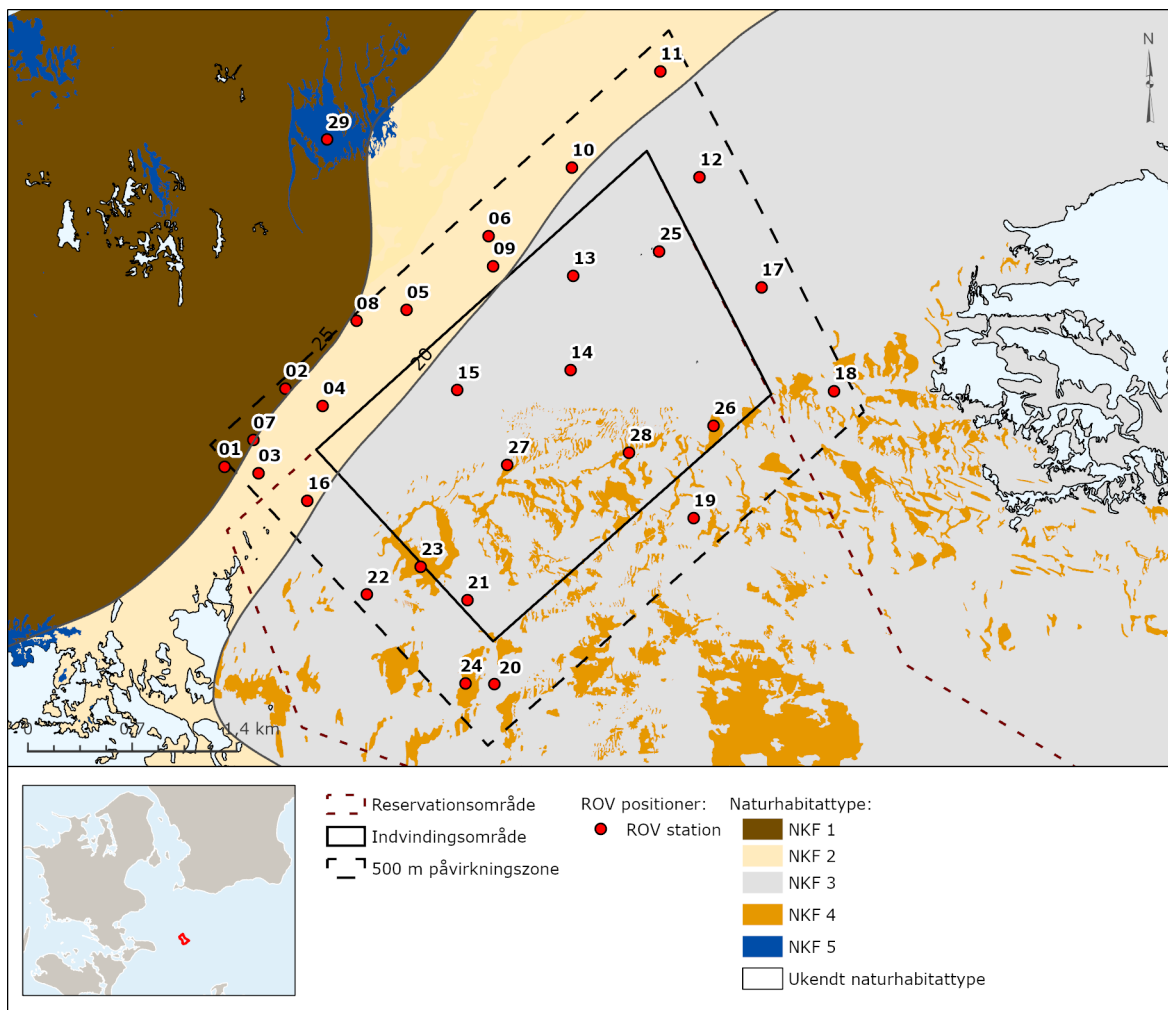 N
11
29
10
12
06
09
25
13
17
08
05
25
20
14
02
15
18
04
26
07
28
01
27
03
16
19
23
22
21
24
20
0
0,7
1,4 km
Reservationsområde
Indvindingsområde
500 m påvirkningszone
ROV positioner:
ROV station
Naturhabitattype:
NKF 1
NKF 2
NKF 3
NKF 4
NKF 5
Ukendt naturhabitattype